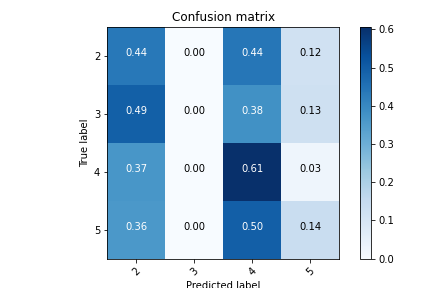 Confusion matrix
True label
2 0.44 0.00 0.44 0.12
3 0.49 0.00 0.38 0.13
4 0.37 0.00 0.61 0.03
5 0.36 0.00 0.50 0.14
2 3 4 5
Predicted label
0.6
0.5
0.4
0.3
0.2
0.1
0.0